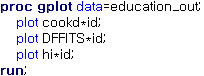 proc gplot data=education_out;
plot cookd*id;
plot DFFITS*id;
plot hi*id;
run;